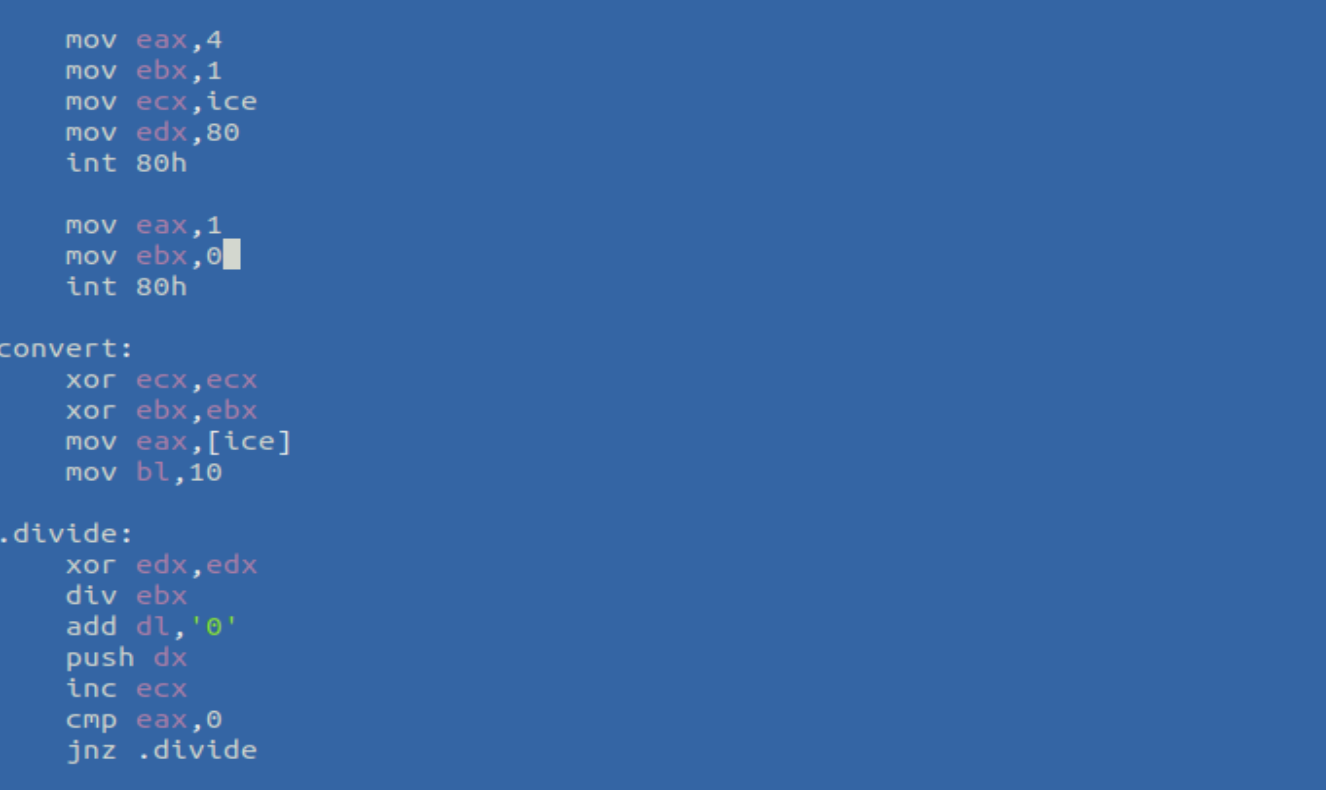 mov eax,4
mov ebx,1
mov ecx,ice
mov edx,80
int 80h
mov eax,1
mov ebx,0
int 80h
convert:
xor ecx,ecx
xor ebx,ebx
mov eax,[ice]
mov bl,10
.divide:
xor edx,edx
div ebx
add dl,'0'
push dx
inc ecx
cmp eax,0
jnz .divide